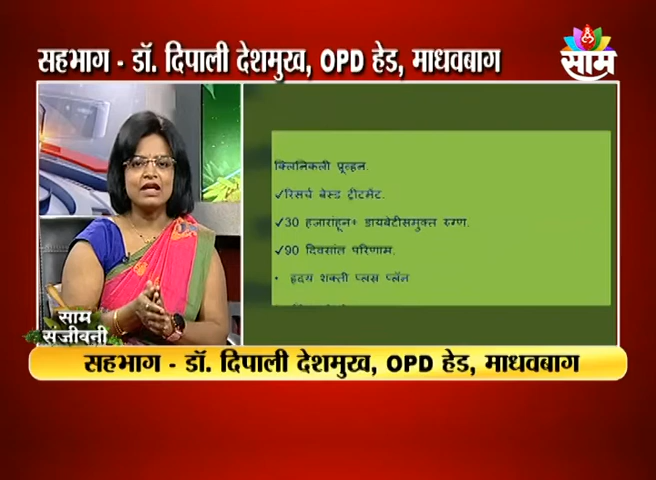 सहभाग - डॉ. दिपाली देशमुख, OPD हेड, माधवबाग
साम
क्लिनिकली प्रूव्हन.
✓रिसर्च बेस्ड ट्रीटमेंट.
✓30 हजारांहून+ डायबेटीसमुक्त रुग्ण.
✓90 दिवसांत परिणाम.
• हृदय शक्ती प्लस प्लॅन
साम
संजीवनी
सहभाग - डॉ. दिपाली देशमुख, OPD हेड, माधवबाग